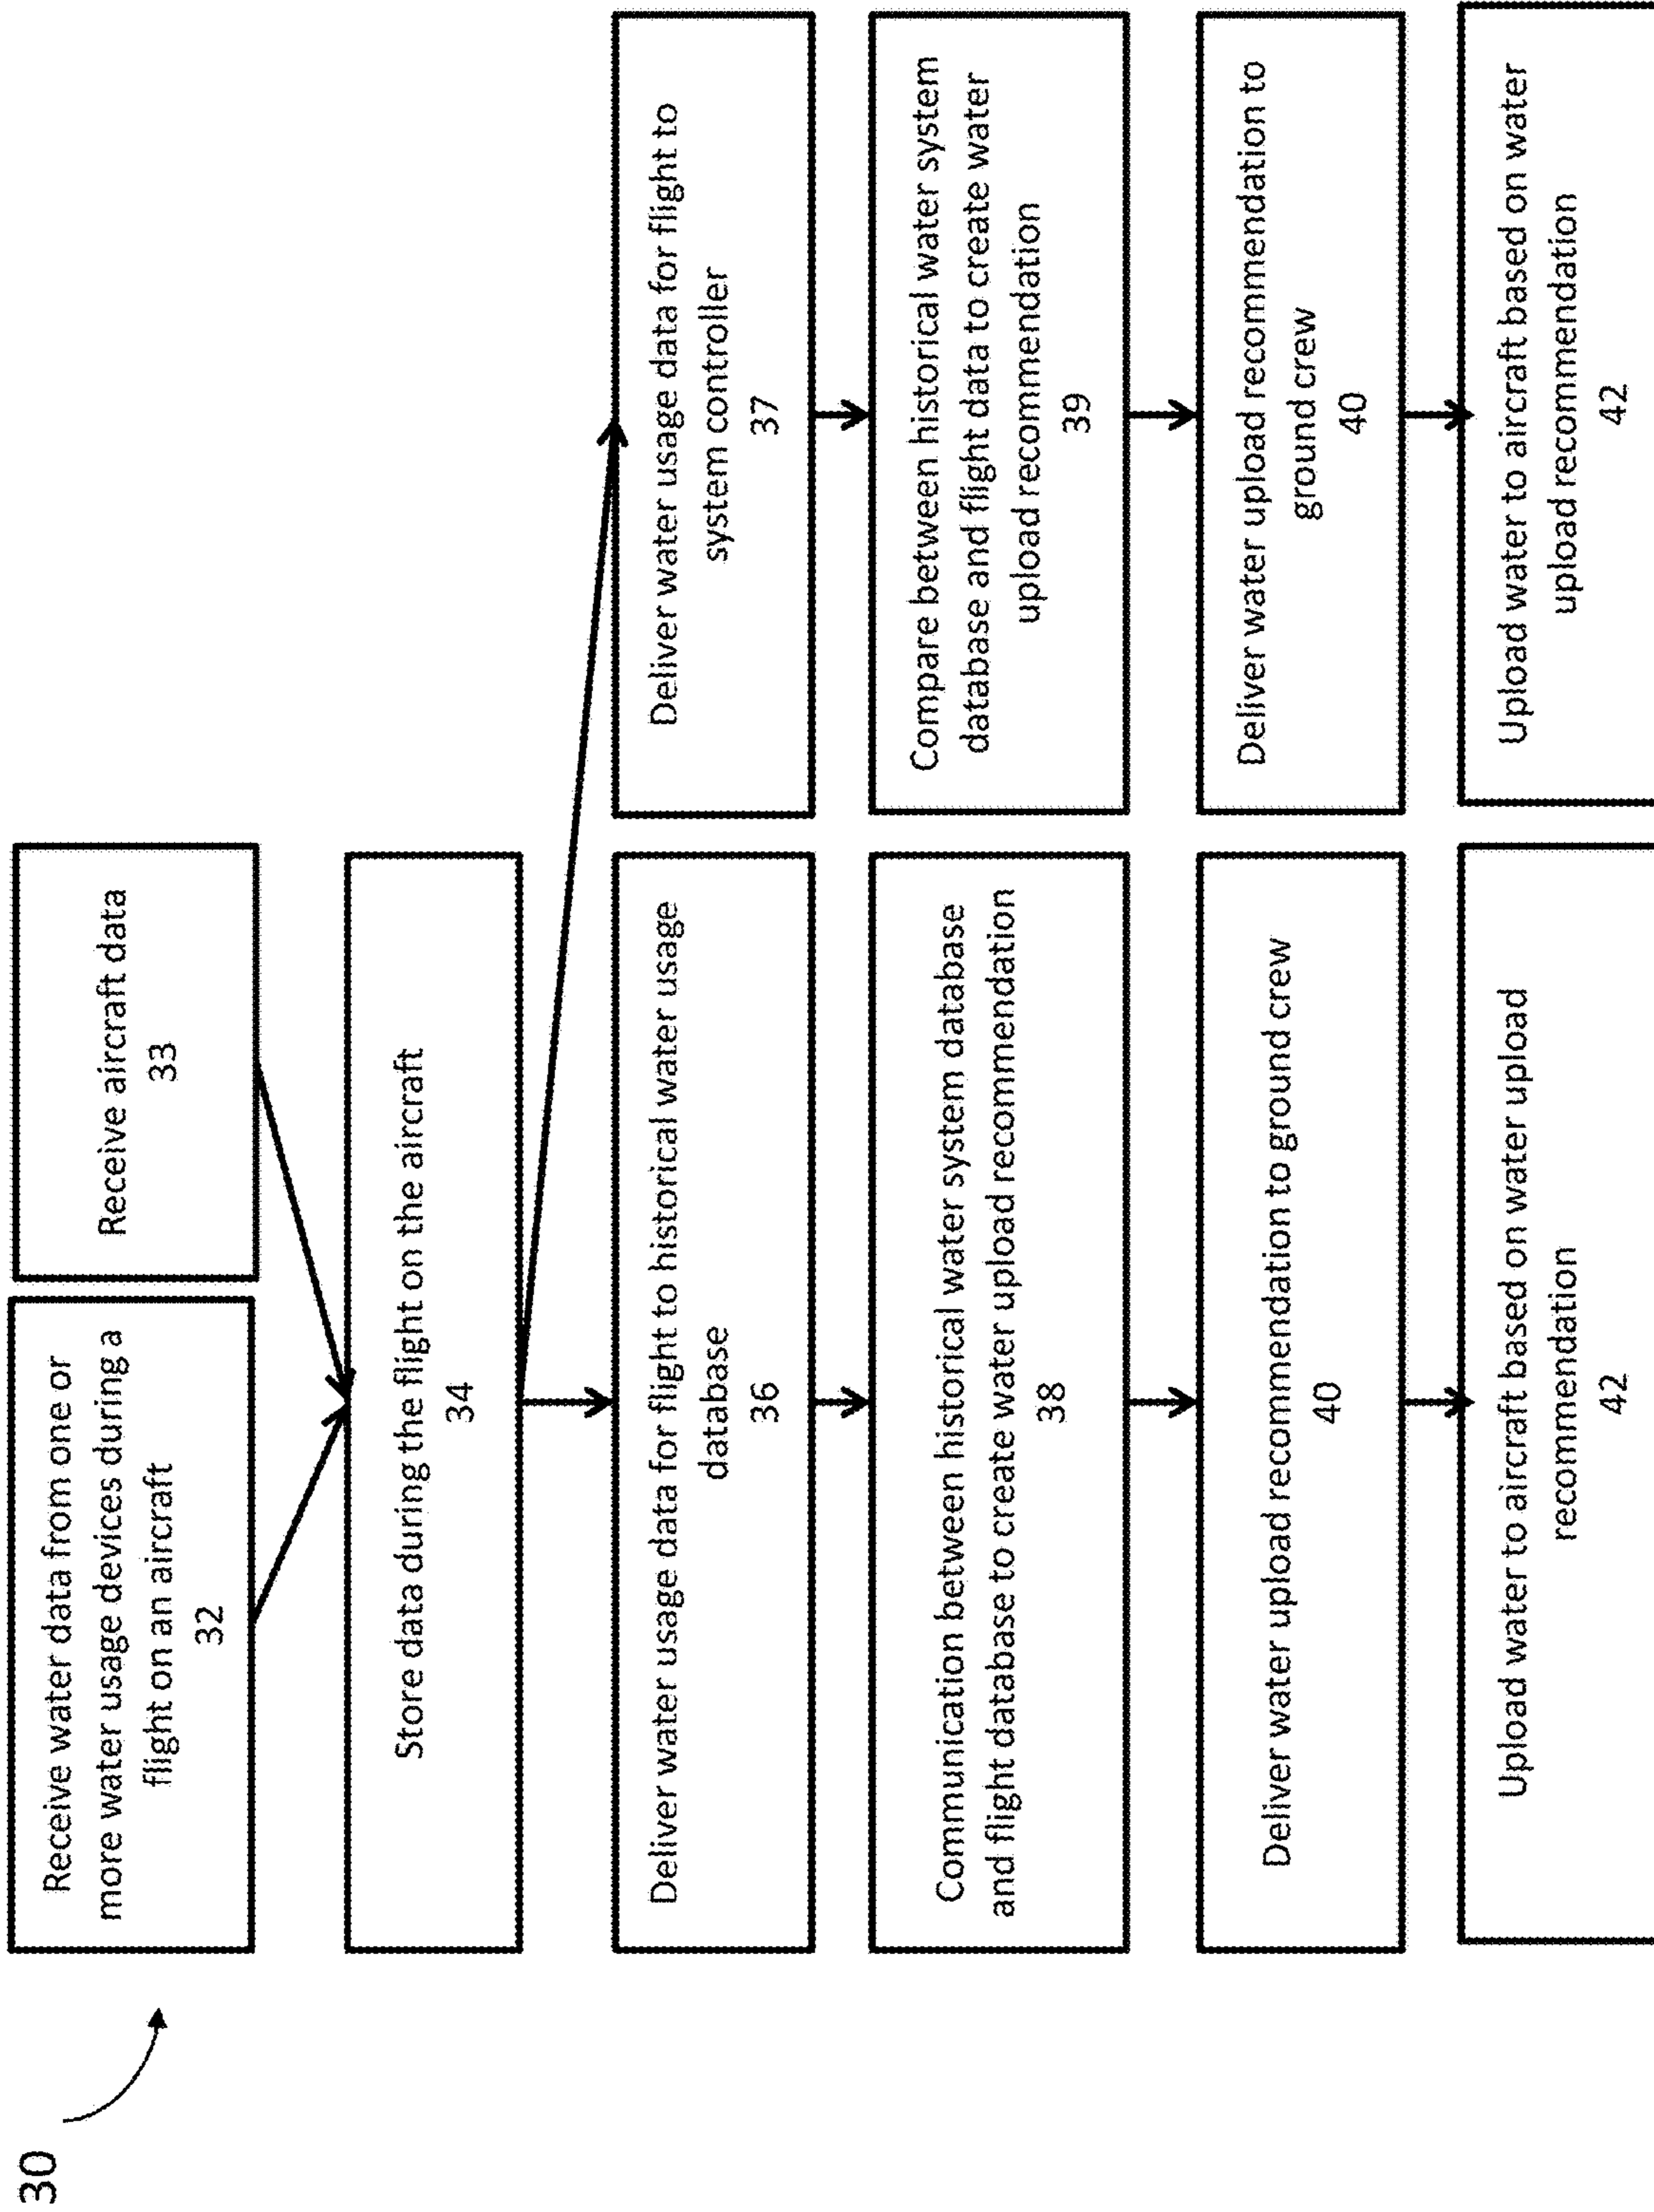 30
Receive water data from one or
more water usage devices during a
flight on an aircraft
32
Receive aircraft data
33
Store data during the flight on the aircraft
34
Deliver water usage data for flight to historical water usage
database
36
Deliver water usage data for flight to
system controller
37
Communication between historical water system database
and flight database to create water upload recommendation
38
Compare between historical water system
database and flight data to create water
upload recommendation
39
Deliver water upload recommendation to ground crew
40
Deliver water upload recommendation to
ground crew
40
Upload water to aircraft based on water upload
recommendation
42
Upload water to aircraft based on water
upload recommendation
42